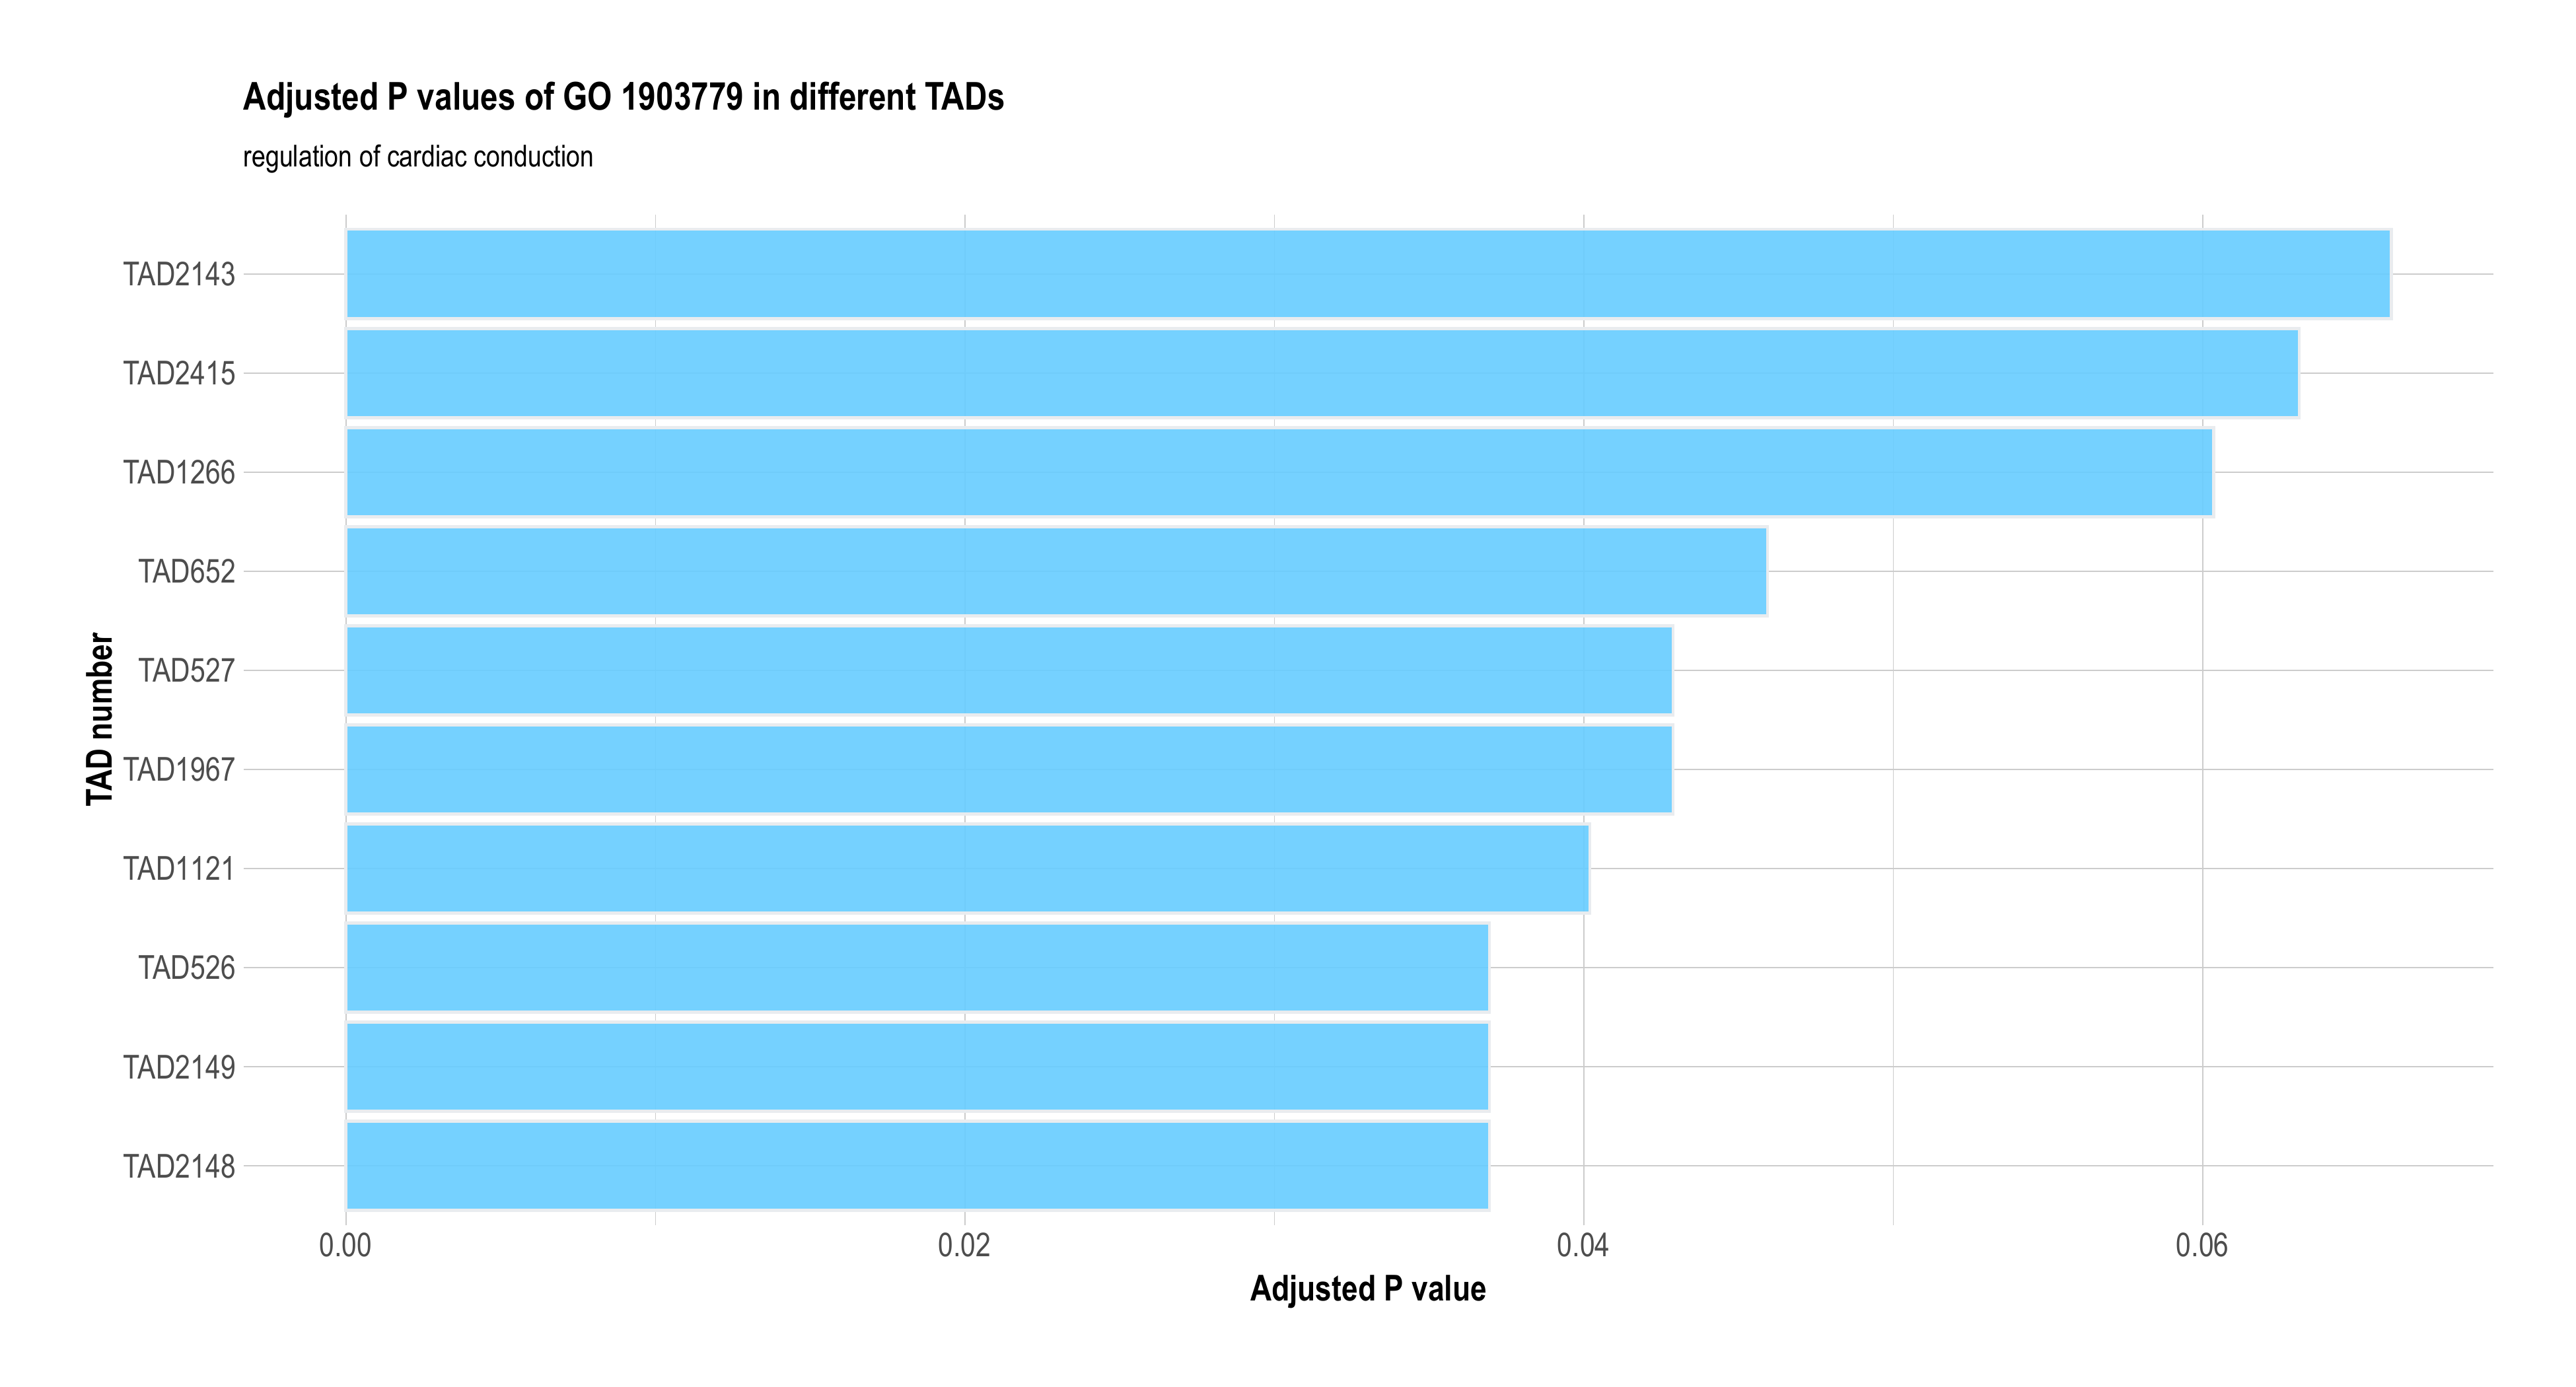 Adjusted P values of GO 1903779 in different TADs
regulation of cardiac conduction
TAD number
TAD2143
TAD2415
TAD1266
TAD652
TAD527
TAD1967
TAD1121
TAD526
TAD2149
TAD2148
0.00 0.02 0.04 0.06
Adjusted P value